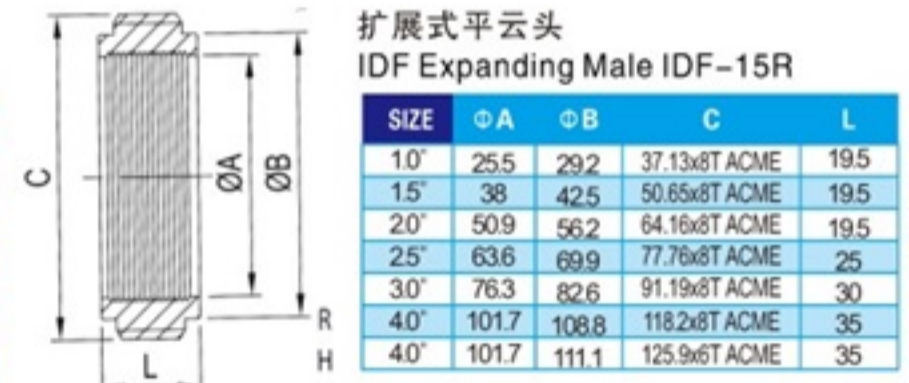 扩展式平云头
IDF Expanding Male IDF-15R
SIZE ΦA ΦB C L
1.0" 25.5 29.2 37.13x8T ACME 19.5
1.5" 38 42.5 50.65x8T ACME 19.5
2.0" 50.9 56.2 64.16x8T ACME 19.5
2.5" 63.6 69.9 77.76x8T ACME 25
3.0" 76.3 82.6 91.19x8T ACME 30
R 4.0" 101.7 108.8 118.2x8T ACME 35
H 4.0" 101.7 111.1 125.9x6T ACME 35
C
ØA
ØB
L